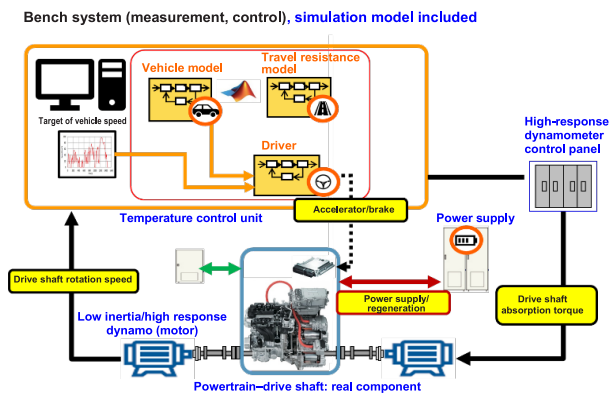 Bench system (measurement, control), simulation model included
Vehicle model
Travel resistance
model
Target of vehicle speed
Driver
High-response
dynamometer
control panel
Temperature control unit
Accelerator/brake
Power supply
Drive shaft rotation speed
Power supply/
regeneration
Drive shaft
absorption torque
Low inertia/high response
dynamo (motor)
Powertrain–drive shaft: real component